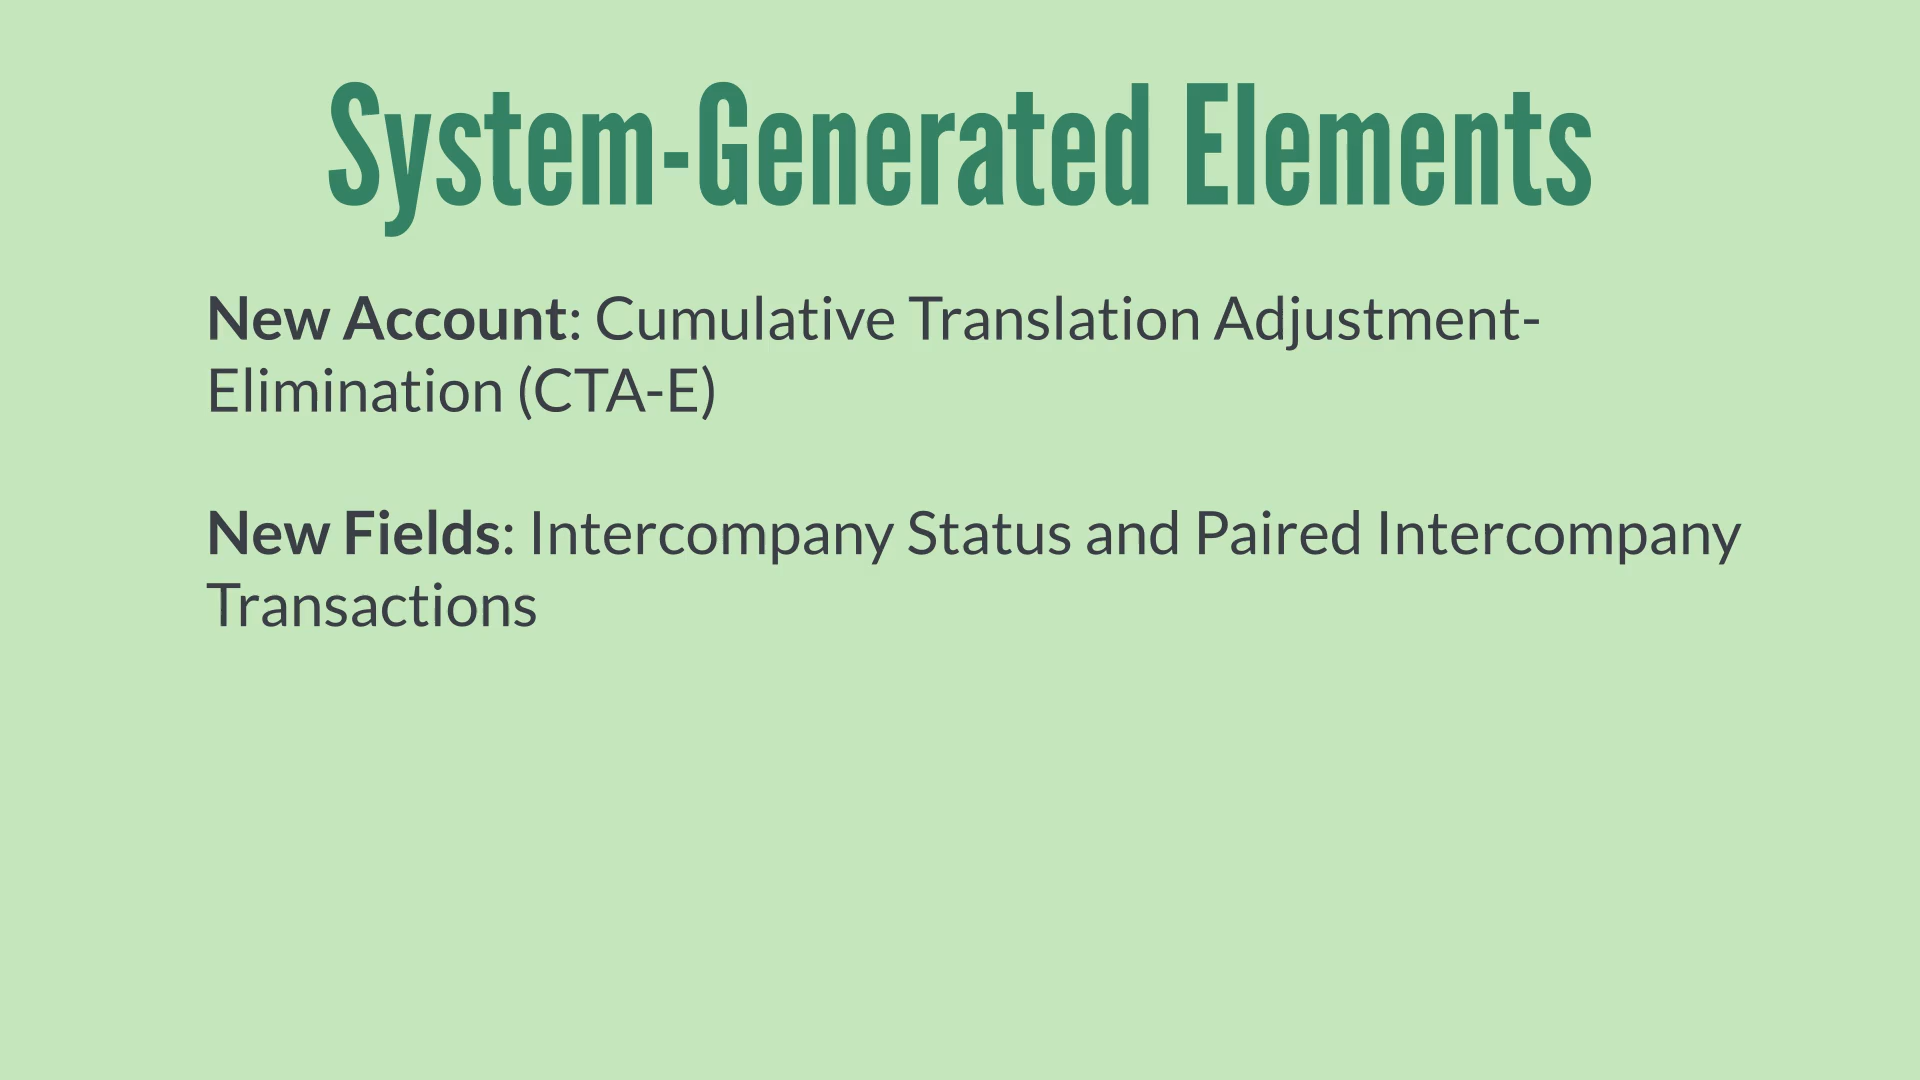 System-Generated Elements
New Account: Cumulative Translation Adjustment-
Elimination (CTA-E)
New Fields: Intercompany Status and Paired Intercompany
Transactions